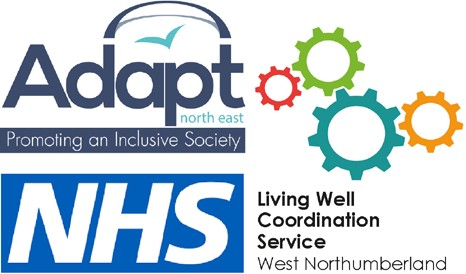 Adapt
north east
Promoting an Inclusive Society
NHS
Living Well
Coordination
Service
West Northumberland